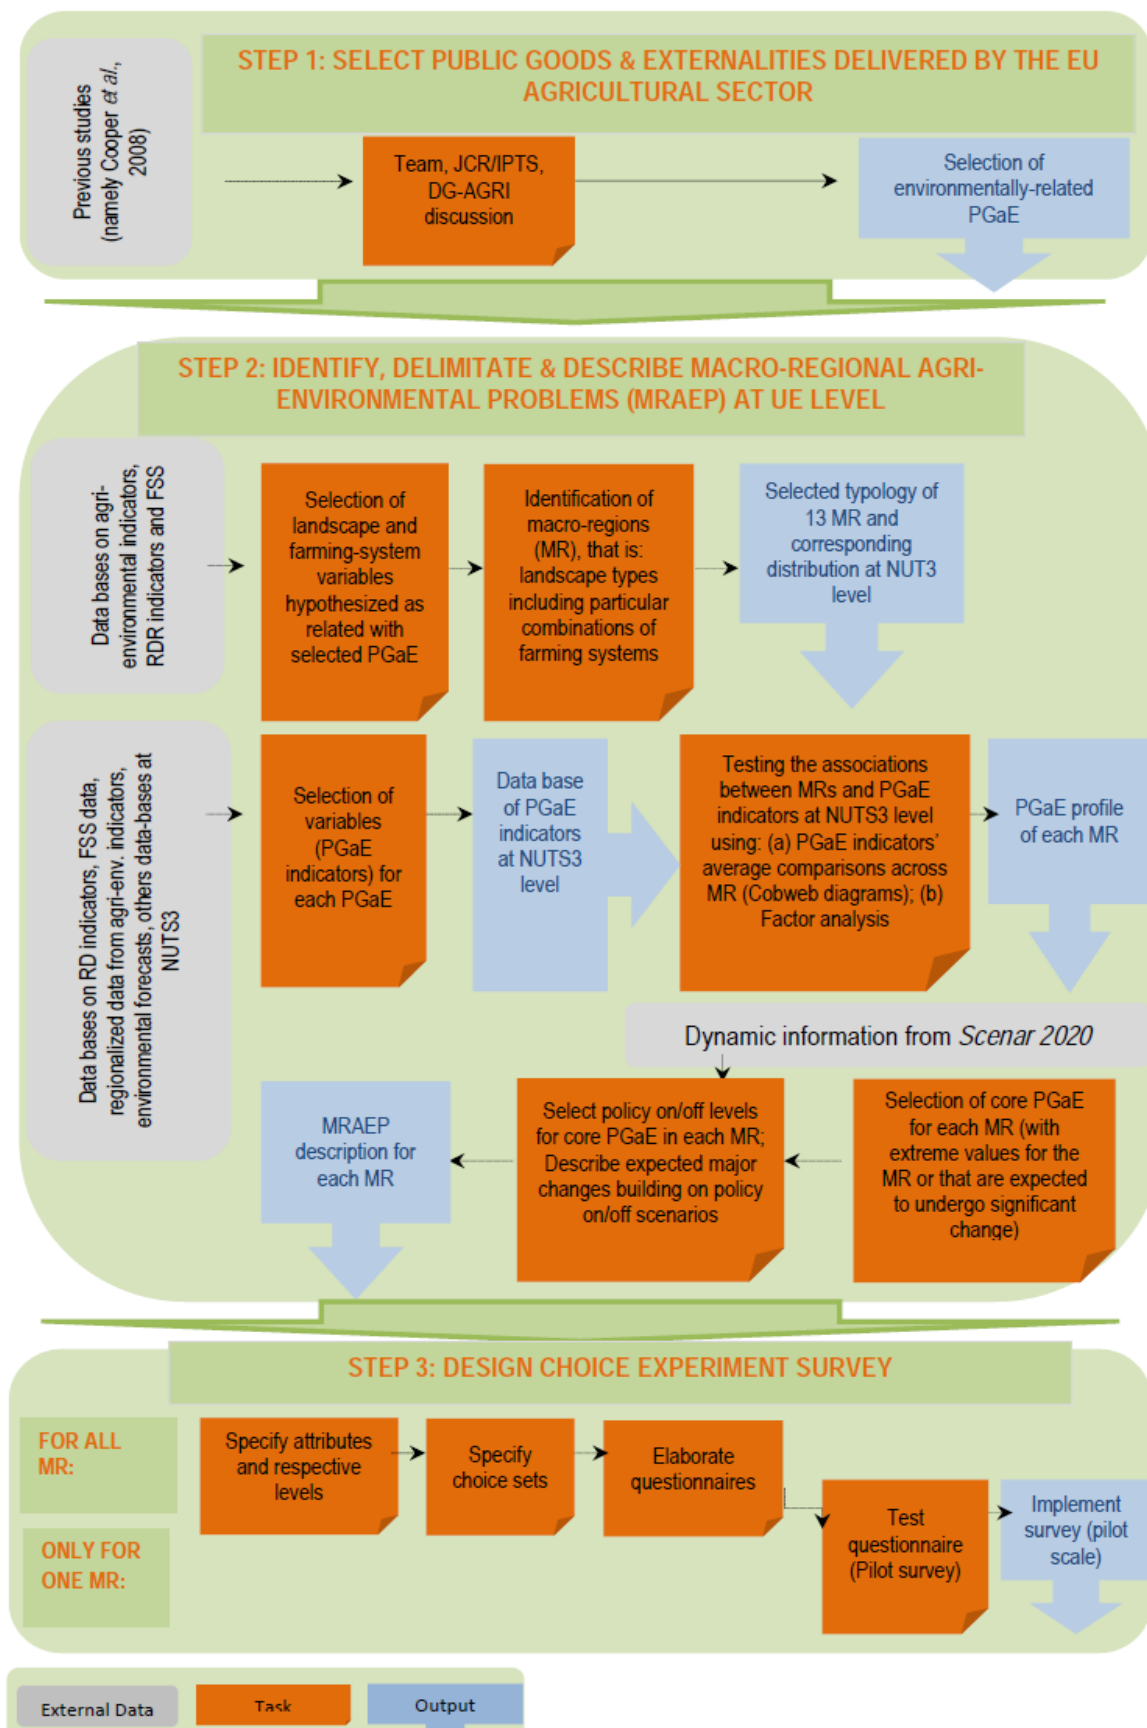 STEP 1: SELECT PUBLIC GOODS & EXTERNALITIES DELIVERED BY THE EU
AGRICULTURAL SECTOR
Previous studies
(namely Cooper et al.,
2008)
Team, JCR/IPTS,
DG-AGRI
discussion
Selection of
environmentally-related
PGaE
STEP 2: IDENTIFY, DELIMITATE & DESCRIBE MACRO-REGIONAL AGRI-
ENVIRONMENTAL PROBLEMS (MRAEP) AT UE LEVEL
Data bases on agri-
environmental indicators,
RDR indicators and FSS
Selection of
landscape and
farming-system
variables
hypothesized as
related with
selected PGaE
Identification of
macro-regions
(MR), that is:
landscape types
including particular
combinations of
farming systems
Selected typology of
13 MR and
corresponding
distribution at NUT3
level
Data bases on RD indicators, FSS data,
regionalized data from agri-env. indicators,
environmental forecasts, others data-bases at
NUTS3
Selection of
variables
(PGaE
indicators) for
each PGaE
Data base
of PGaE
indicators
at NUTS3
level
Testing the associations
between MRs and PGaE
indicators at NUTS3 level
using: (a) PGaE indicators'
average comparisons across
MR (Cobweb diagrams); (b)
Factor analysis
PGaE profile
of each MR
Dynamic information from Scenar 2020
MRAEP
description for
each MR
Select policy on/off levels
for core PGaE in each MR;
Describe expected major
changes building on policy
on/off scenarios
Selection of core PGaE
for each MR (with
extreme values for the
MR or that are expected
to undergo significant
change)
STEP 3: DESIGN CHOICE EXPERIMENT SURVEY
FOR ALL
MR:
Specify attributes
and respective
levels
Specify
choice sets
Elaborate
questionnaires
ONLY FOR
ONE MR:
Test
questionnaire
(Pilot survey)
Implement
survey (pilot
scale)
External Data
Task
Output